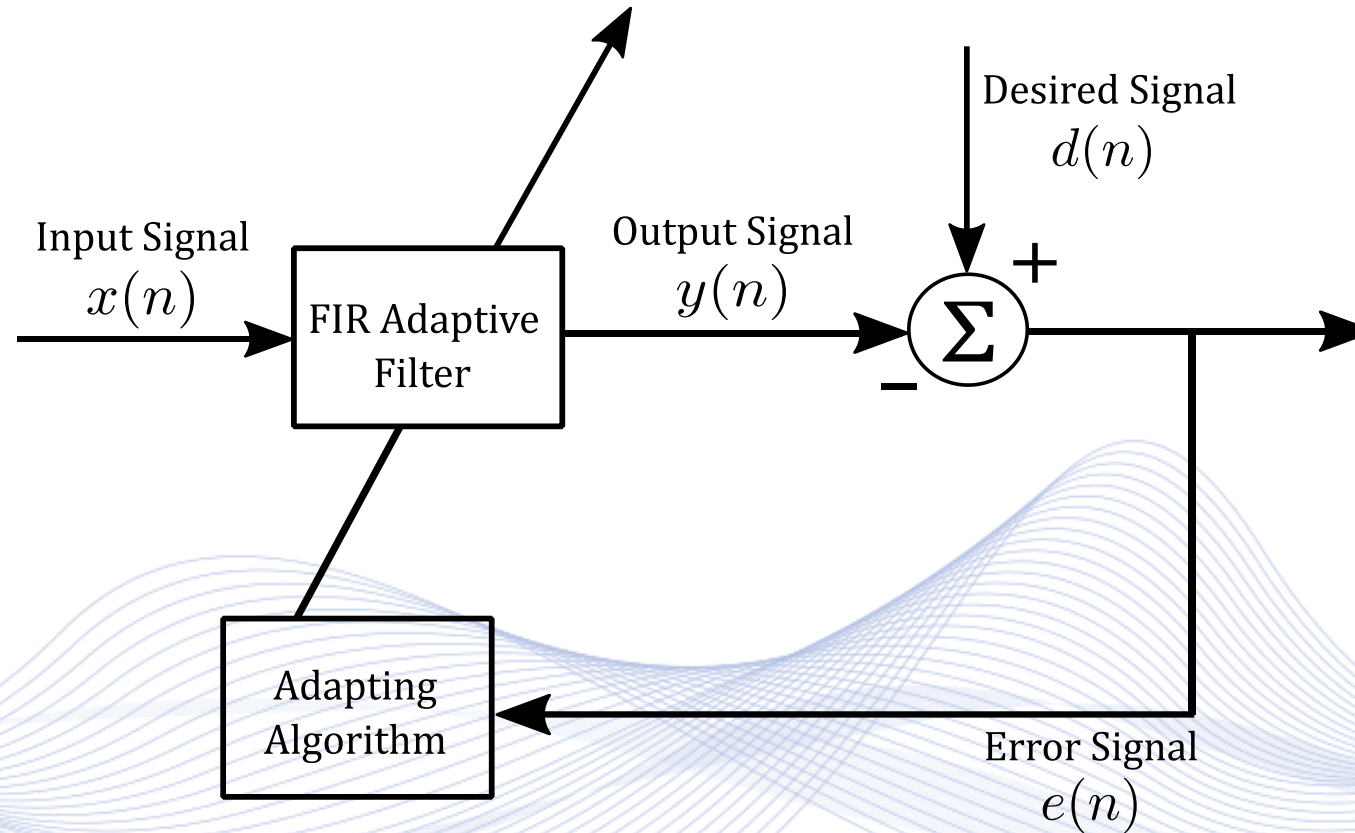 Desired Signal
d(n)
Input Signal
x(n)
Output Signal
y(n)
+
FIR Adaptive
Filter
Σ
−
Adapting
Algorithm
Error Signal
e(n)